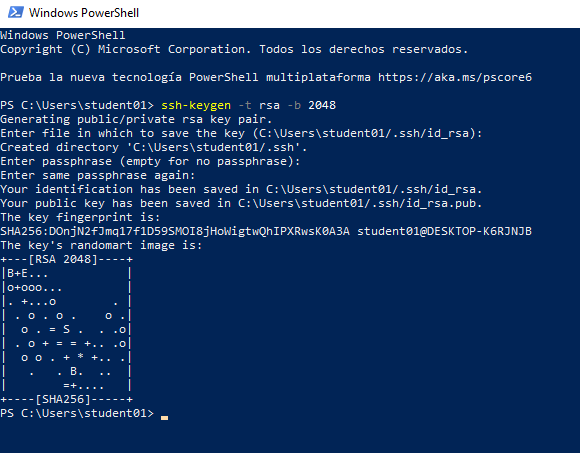 Windows PowerShell
Windows PowerShell
Copyright (C) Microsoft Corporation. Todos los derechos reservados.
Prueba la nueva tecnología PowerShell multiplataforma https://aka.ms/pscore6
PS C:\Users\student01> ssh-keygen -t rsa -b 2048
Generating public/private rsa key pair.
Enter file in which to save the key (C:\Users\student01/.ssh/id_rsa):
Created directory 'C:\Users\student01/.ssh'.
Enter passphrase (empty for no passphrase):
Enter same passphrase again:
Your identification has been saved in C:\Users\student01/.ssh/id_rsa.
Your public key has been saved in C:\Users\student01/.ssh/id_rsa.pub.
The key fingerprint is:
SHA256:DOnjN2fJmq17f1D59SMOI8jHoWigtwQhIPXRwsK0A3A student01@DESKTOP-K6RJNJB
The key's randomart image is:
+---[RSA 2048]----+
|B+E...           |
|o+ooo...         |
|. +...o        . |
| . o . o .    o .|
|  o . = S .  . .o|
| . o + = = +.. .o|
|  o o . + * +.. .|
|   .   . B.  ..  |
|        =+....   |
+----[SHA256]-----+
PS C:\Users\student01>